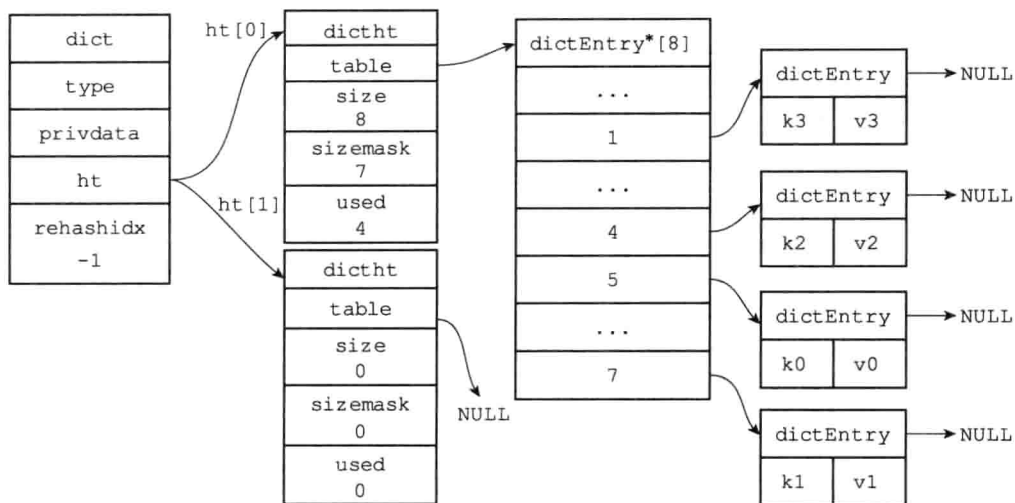 dict
type
privdata
ht
rehashidx
-1
ht[0]
ht[1]
dictht
table
size
8
sizemask
7
used
4
dictht
table
size
0
sizemask
0
used
0
NULL
dictEntry*[8]
...
1
...
4
5
...
7
dictEntry
k3 v3
NULL
dictEntry
k2 v2
NULL
dictEntry
k0 v0
NULL
dictEntry
k1 v1
NULL